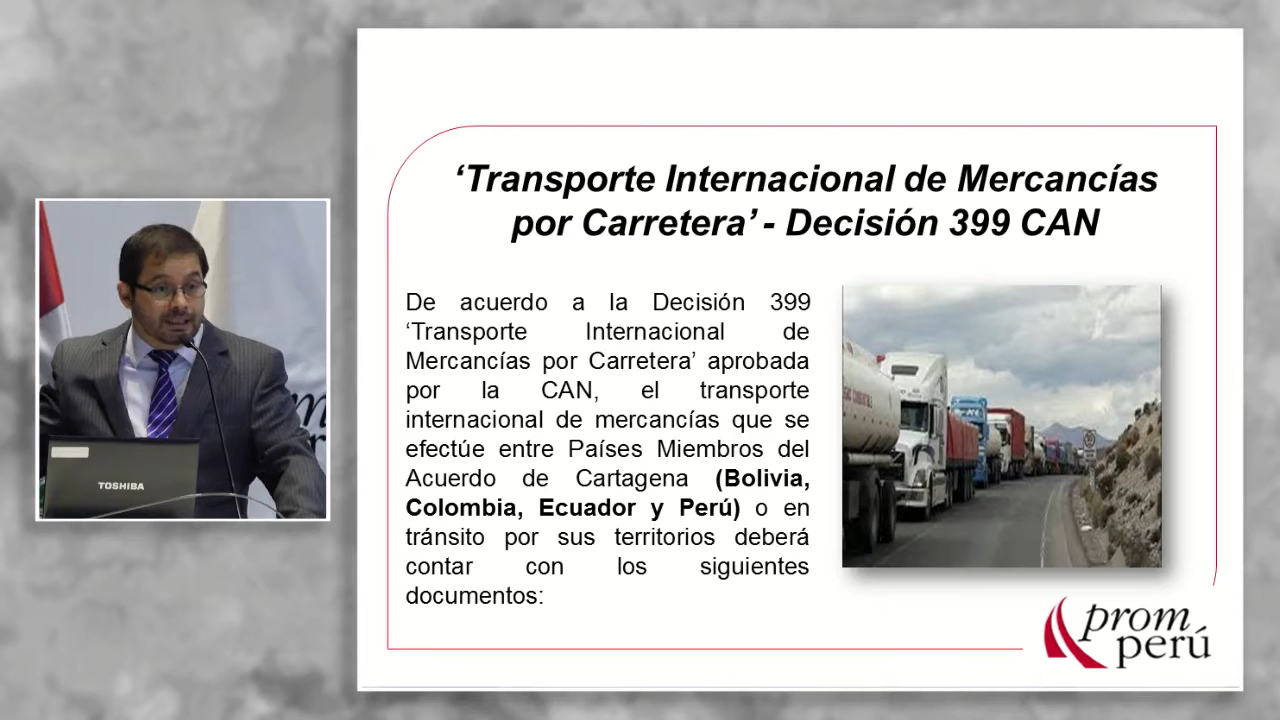 ‘Transporte Internacional de Mercancías
por Carretera’ - Decisión 399 CAN
De acuerdo a la Decisión 399
‘Transporte Internacional de
Mercancías por Carretera’ aprobada
por la CAN, el transporte
internacional de mercancías que se
efectúe entre Países Miembros del
Acuerdo de Cartagena (Bolivia,
Colombia, Ecuador y Perú) o en
tránsito por sus territorios deberá
contar con los siguientes
documentos:
TOSHIBA
prom
perú